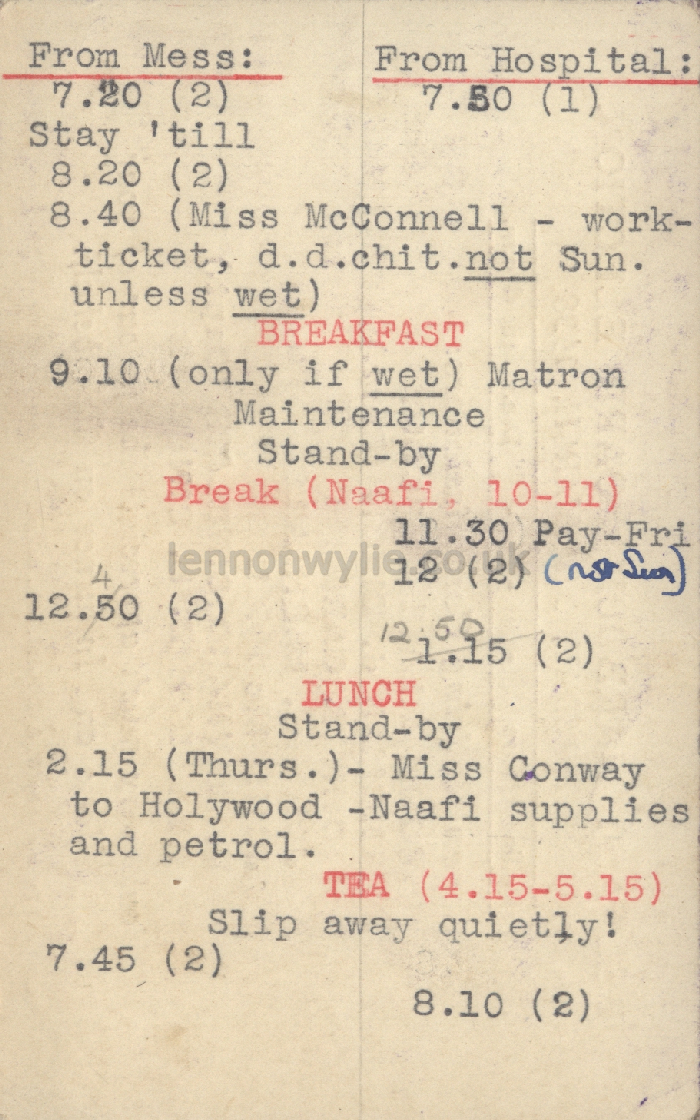 From Mess: From Hospital:
7.20 (2) 7.50 (1)
Stay 'till
8.20 (2)
8.40 (Miss McConnell - work-
ticket, d.d.chit.not Sun.
unless wet)
BREAKFAST
9.10 (only if wet) Matron
Maintenance
Stand-by
Break (Naafi, 10-11)
11.30 Pay-Fri
lennonwylie.co.uk
12 (2) (not Sun)
4
12.50 (2)
12.50
1.15 (2)
LUNCH
Stand-by
2.15 (Thurs.)- Miss Conway
to Holywood -Naafi supplies
and petrol.
TEA (4.15-5.15)
Slip away quietly!
7.45 (2)
8.10 (2)